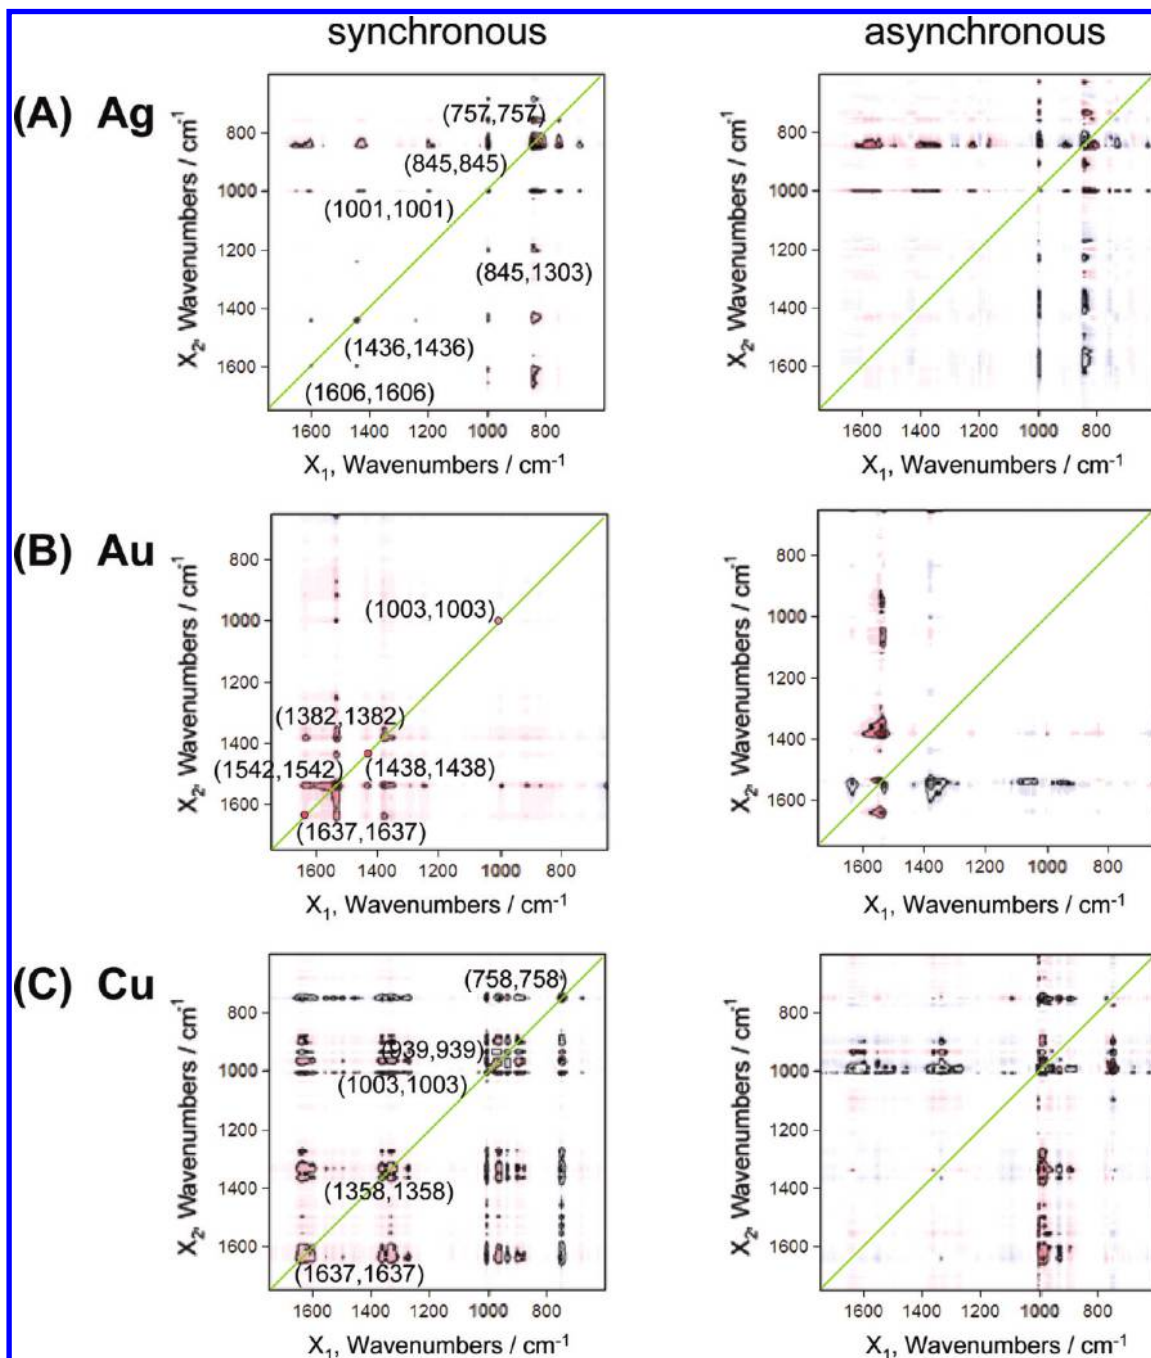 synchronous asynchronous
(A) Ag
X2, Wavenumbers / cm-1
800
1000
1200
1400
1600
(757,757)
(845,845)
(1001,1001)
(845,1303)
(1436,1436)
(1606,1606)
1600 1400 1200 1000 800
X1, Wavenumbers / cm-1
X2, Wavenumbers / cm-1
800
1000
1200
1400
1600
1600 1400 1200 1000 800
X1, Wavenumbers / cm-1
(B) Au
X2, Wavenumbers / cm-1
800
1000
1200
1400
1600
(1003,1003)
(1382,1382)
(1542,1542) (1438,1438)
(1637,1637)
1600 1400 1200 1000 800
X1, Wavenumbers / cm-1
X2, Wavenumbers / cm-1
800
1000
1200
1400
1600
1600 1400 1200 1000 800
X1, Wavenumbers / cm-1
(C) Cu
X2, Wavenumbers / cm-1
800
1000
1200
1400
1600
(758,758)
(939,939)
(1003,1003)
(1358,1358)
(1637,1637)
1600 1400 1200 1000 800
X1, Wavenumbers / cm-1
X2, Wavenumbers / cm-1
800
1000
1200
1400
1600
1600 1400 1200 1000 800
X1, Wavenumbers / cm-1